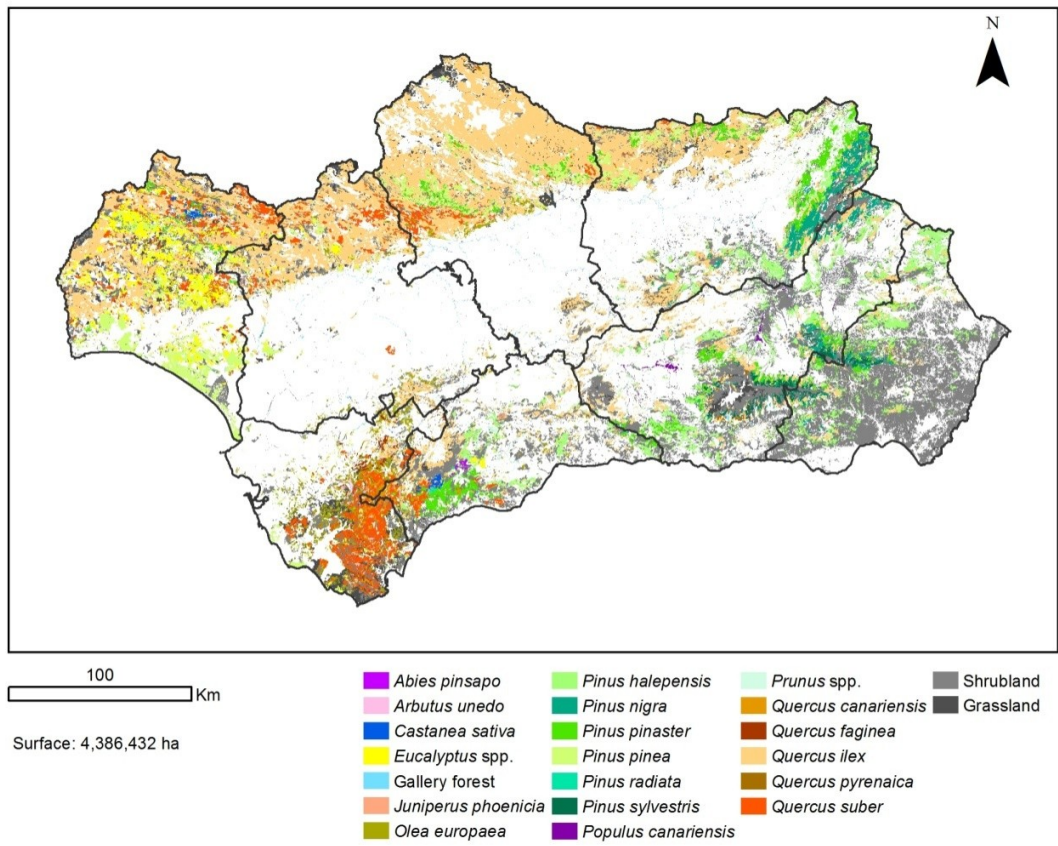 N
100
Km
Surface: 4,386,432 ha
Abies pinsapo
Arbutus unedo
Castanea sativa
Eucalyptus spp.
Gallery forest
Juniperus phoenicia
Olea europaea
Pinus halepensis
Pinus nigra
Pinus pinaster
Pinus pinea
Pinus radiata
Pinus sylvestris
Populus canariensis
Prunus spp.
Quercus canariensis
Quercus faginea
Quercus ilex
Quercus pyrenaica
Quercus suber
Shrubland
Grassland